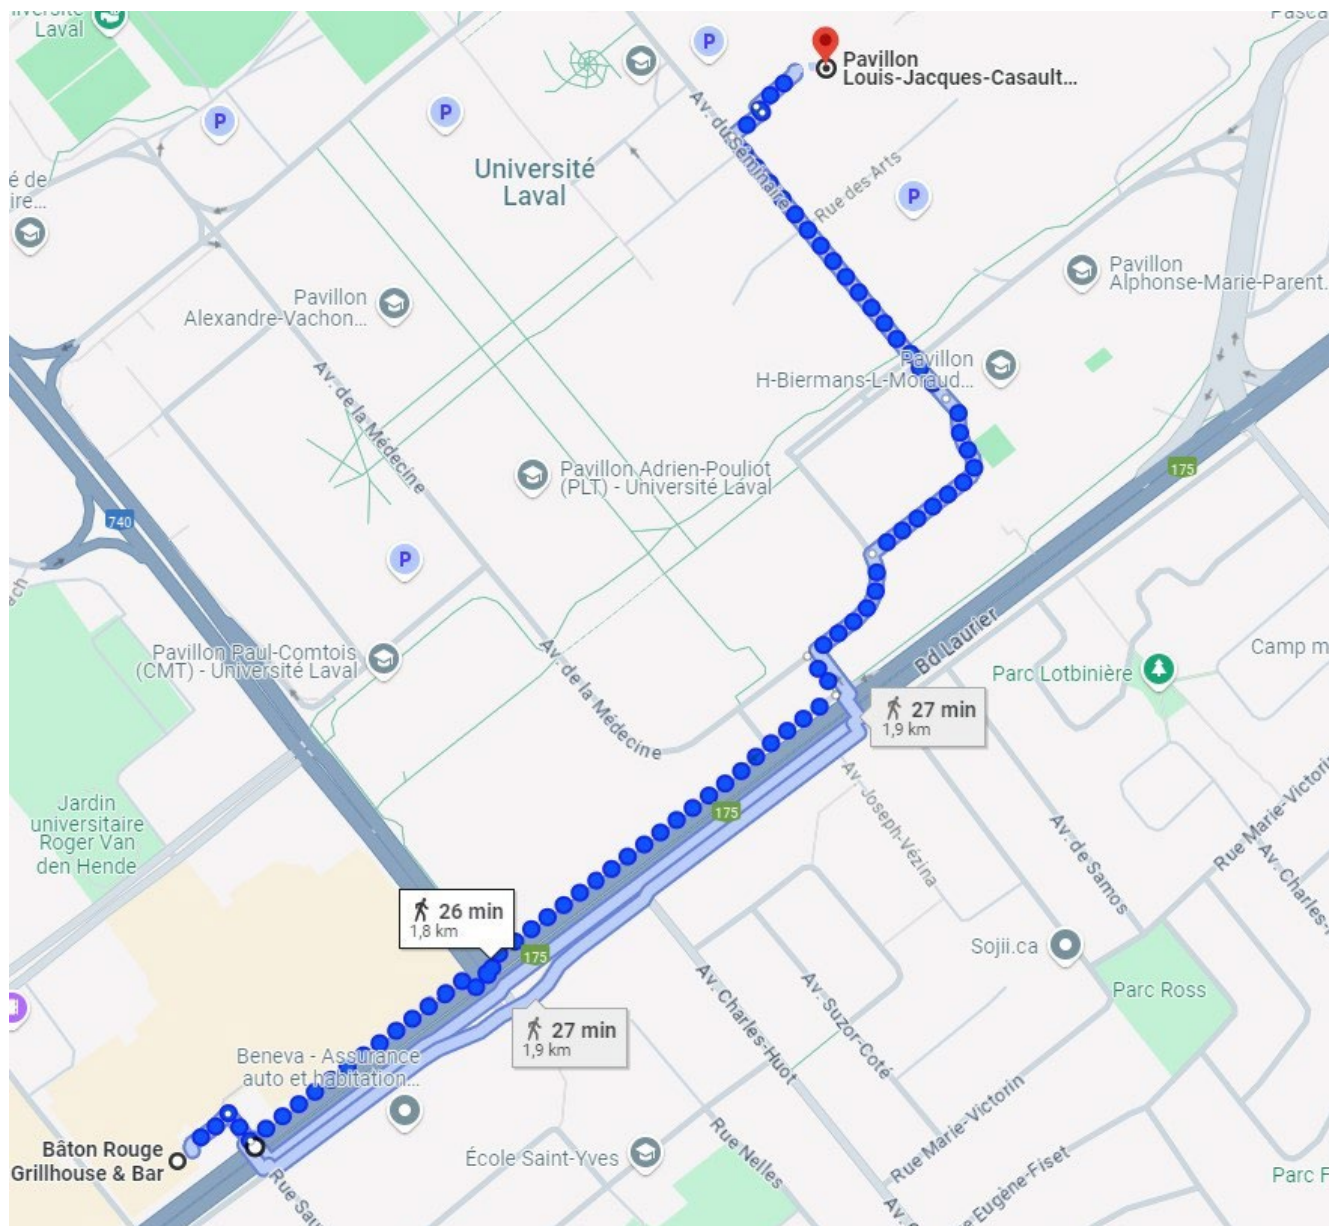 Université
Laval
Pavillon
Louis-Jacques-Casault...
P
P
P
Av. du Séminaire
Université
Laval
Rue des Arts
P
é de
ire...
Pavillon
Alphonse-Marie-Parent...
Pavillon
Alexandre-Vachon...
Pavillon
H-Biermans-L-Moraud...
Av. de la Médecine
175
Pavillon Adrien-Pouliot
(PLT) - Université Laval
740
P
ach
Bd Laurier
Camp m
Pavillon Paul-Comtois
(CMT) - Université Laval
Parc Lotbinière
Av. de la Médecine
27 min
1,9 km
Av. Joseph-Vézina
175
Jardin
universitaire
Roger Van
den Hende
Rue Marie-Victorin
Av. de Samos
Av. Charles-
26 min
1,8 km
175
Sojii.ca
Parc Ross
Av. Charles-Huot
Av. Suzor-Coté
27 min
1,9 km
Beneva - Assurance
auto et habitation...
Rue Marie-Victorin
Bâton Rouge
Grillhouse & Bar
École Saint-Yves
Rue Nelles
Rue Sau
Eugène-Fiset
Parc F